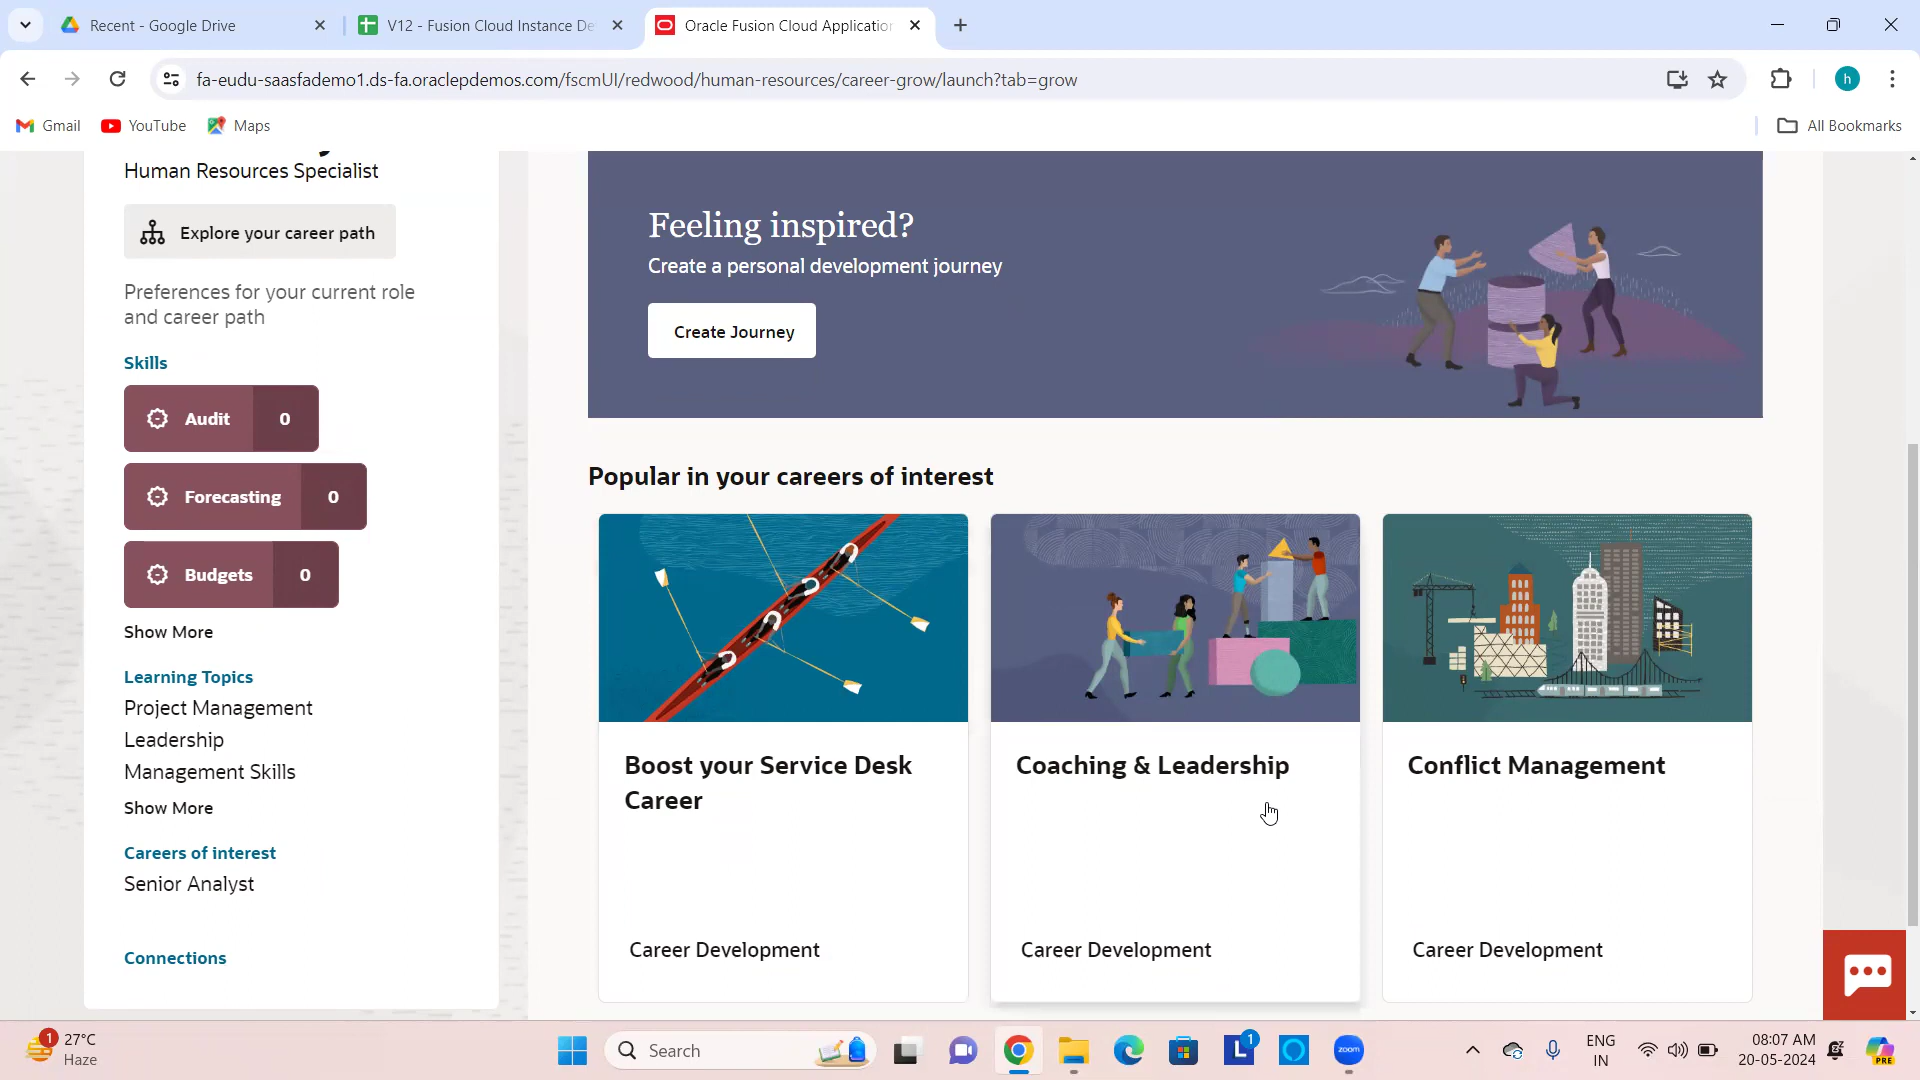 Recent - Google Drive
V12 - Fusion Cloud Instance De
Oracle Fusion Cloud Application
fa-eudu-saasfademo1.ds-fa.oraclepdemos.com/fscmUI/redwood/human-resources/career-grow/launch?tab=grow
h
Gmail
YouTube
Maps
All Bookmarks
Human Resources Specialist
Explore your career path
Preferences for your current role
and career path
Skills
Audit 0
Forecasting 0
Budgets 0
Show More
Learning Topics
Project Management
Leadership
Management Skills
Show More
Careers of interest
Senior Analyst
Connections
Feeling inspired?
Create a personal development journey
Create Journey
Popular in your careers of interest
Boost your Service Desk
Career
Career Development
Coaching & Leadership
Career Development
Conflict Management
Career Development
1
27°C
Haze
Search
L
1
zoom
ENG
IN
08:07 AM
20-05-2024
PRE